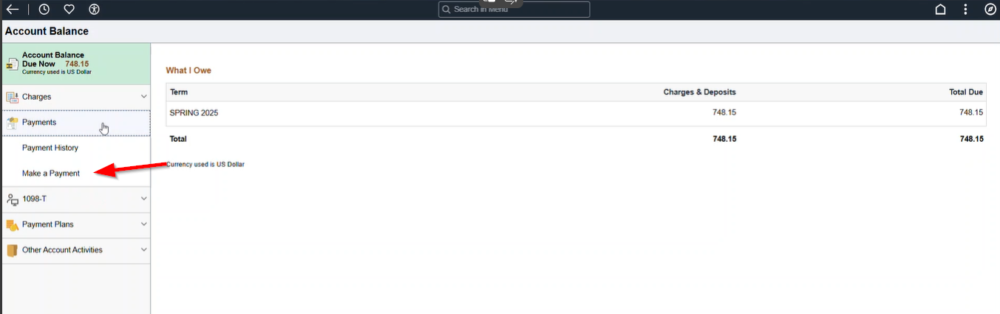 Search in Menu
Account Balance
Account Balance
Due Now 748.15
Currency used is US Dollar
Charges
Payments
Payment History
Make a Payment
1098-T
Payment Plans
Other Account Activities
What I Owe
Term Charges & Deposits Total Due
SPRING 2025 748.15 748.15
Total 748.15 748.15
Currency used is US Dollar